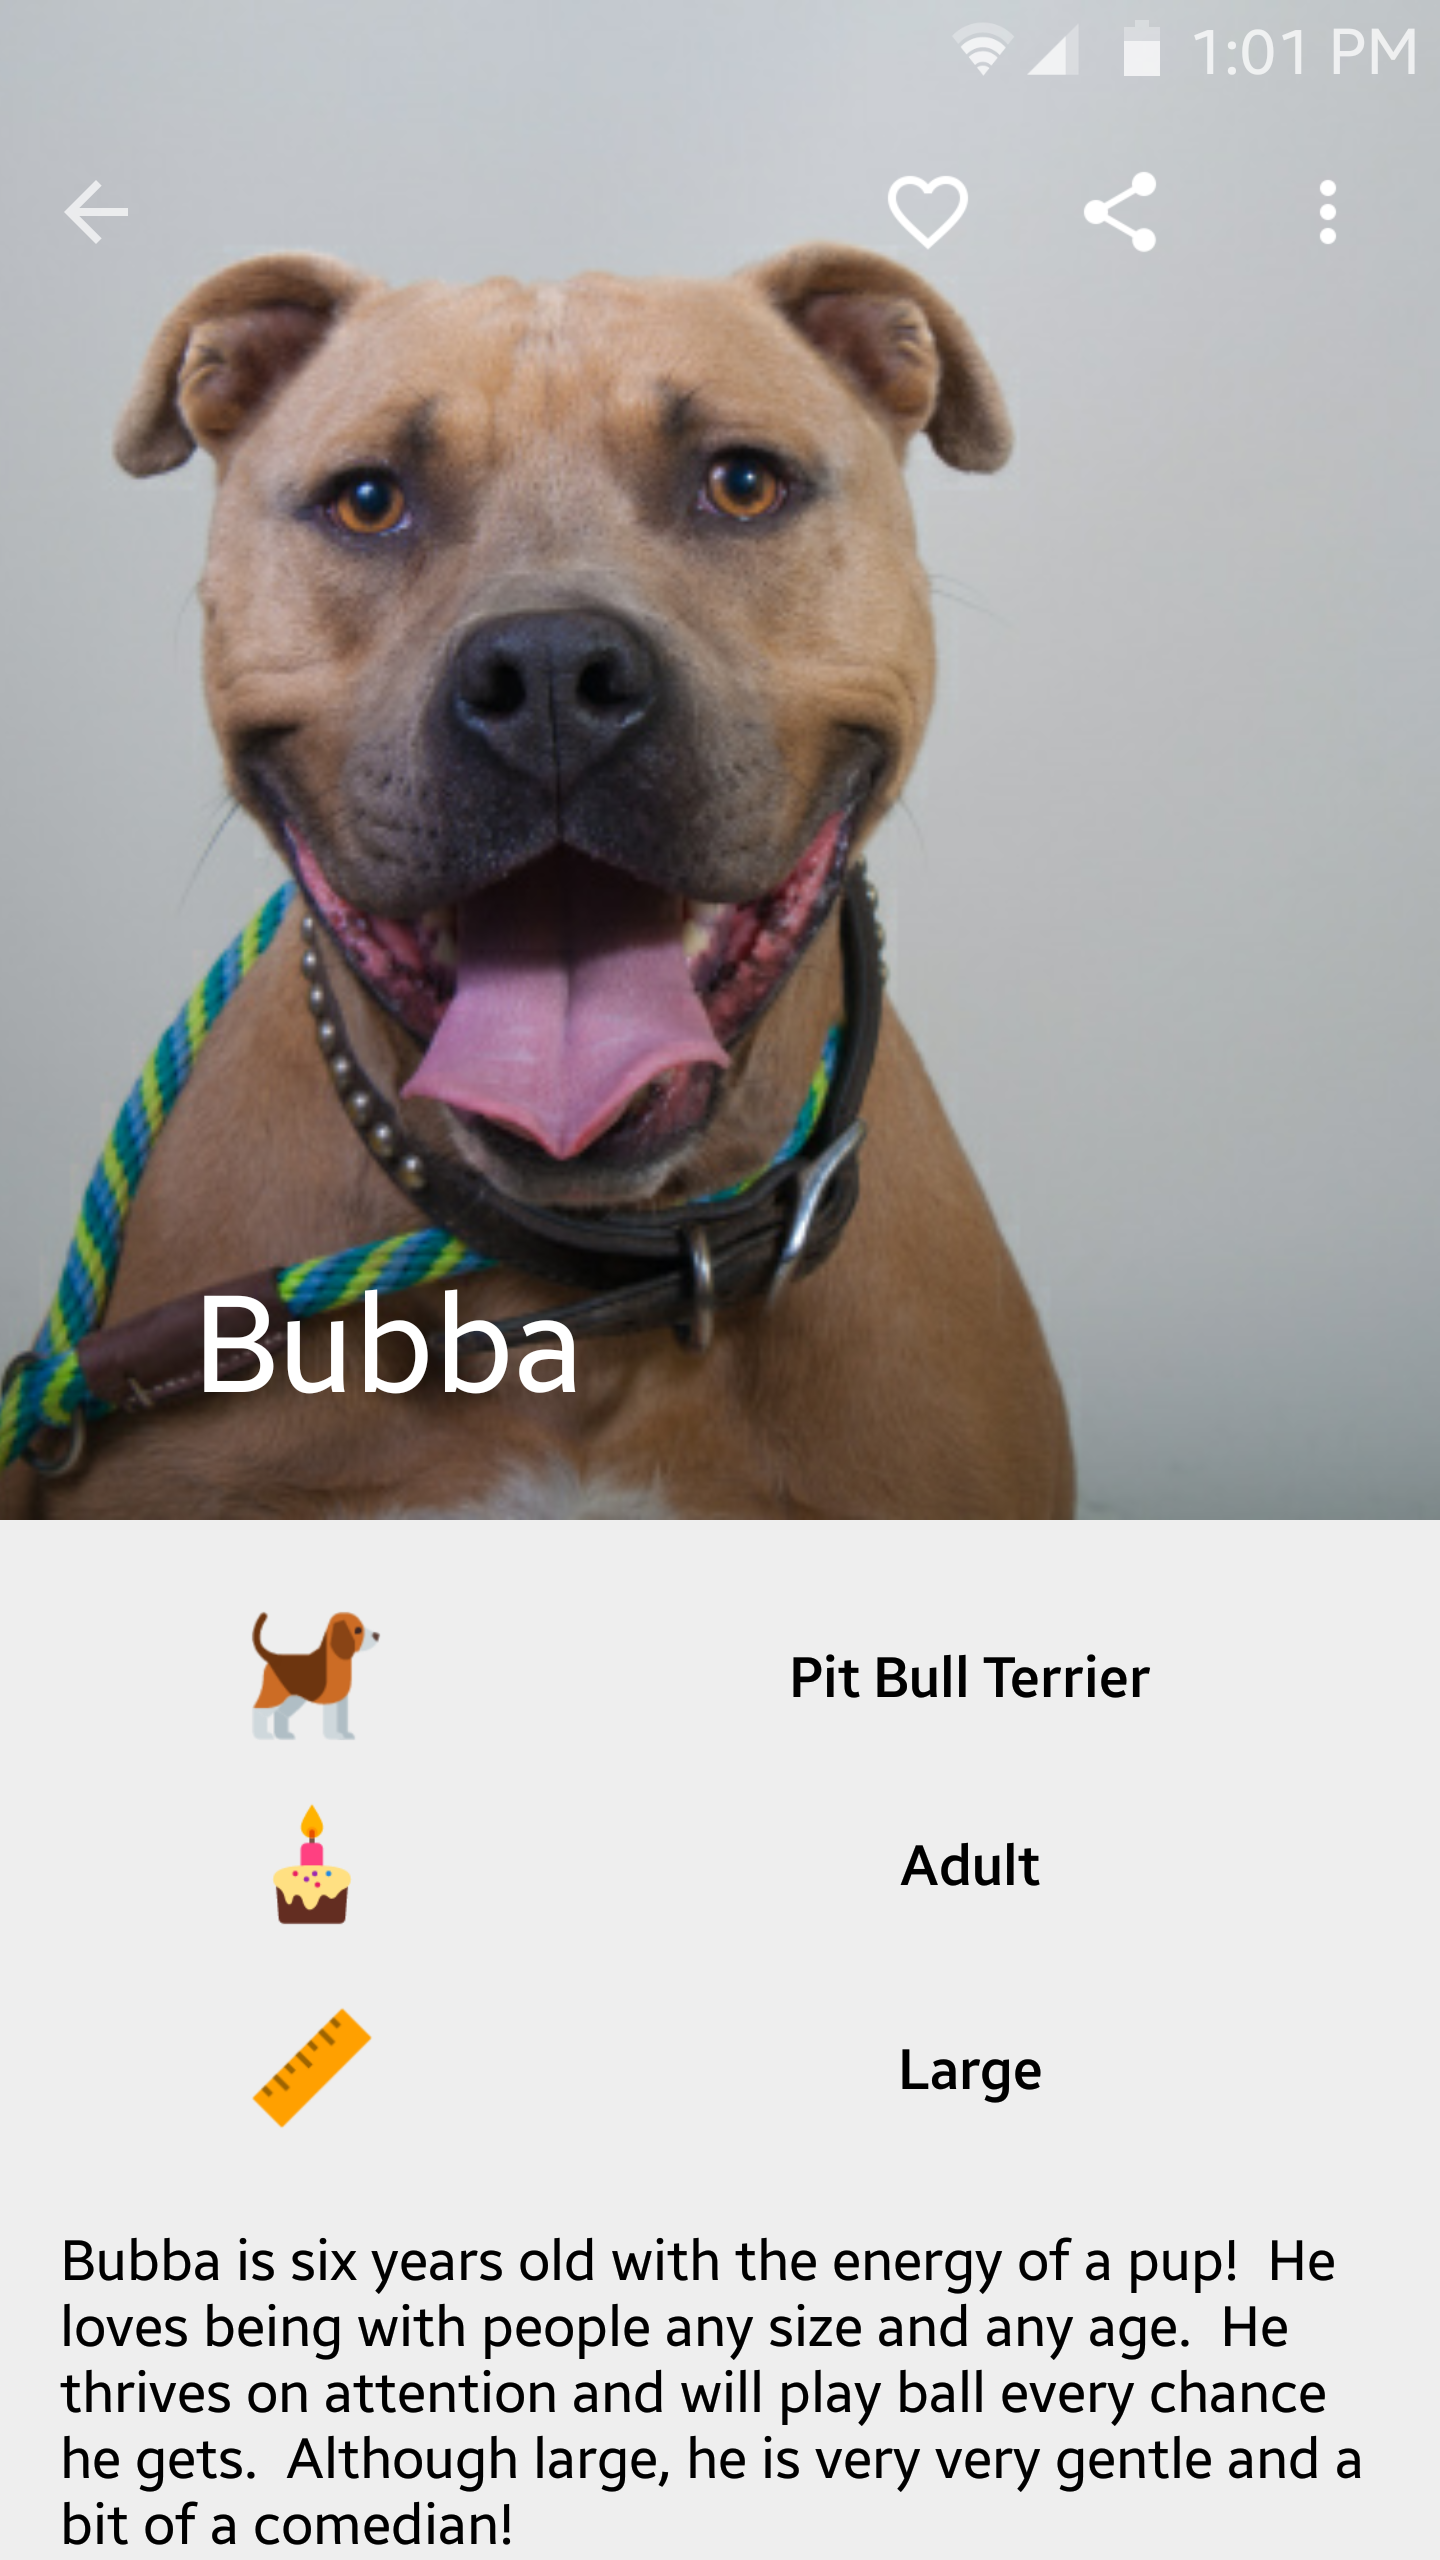 1:01 PM
Bubba
Pit Bull Terrier
Adult
Large
Bubba is six years old with the energy of a pup!  He
loves being with people any size and any age.  He
thrives on attention and will play ball every chance
he gets.  Although large, he is very very gentle and a
bit of a comedian!